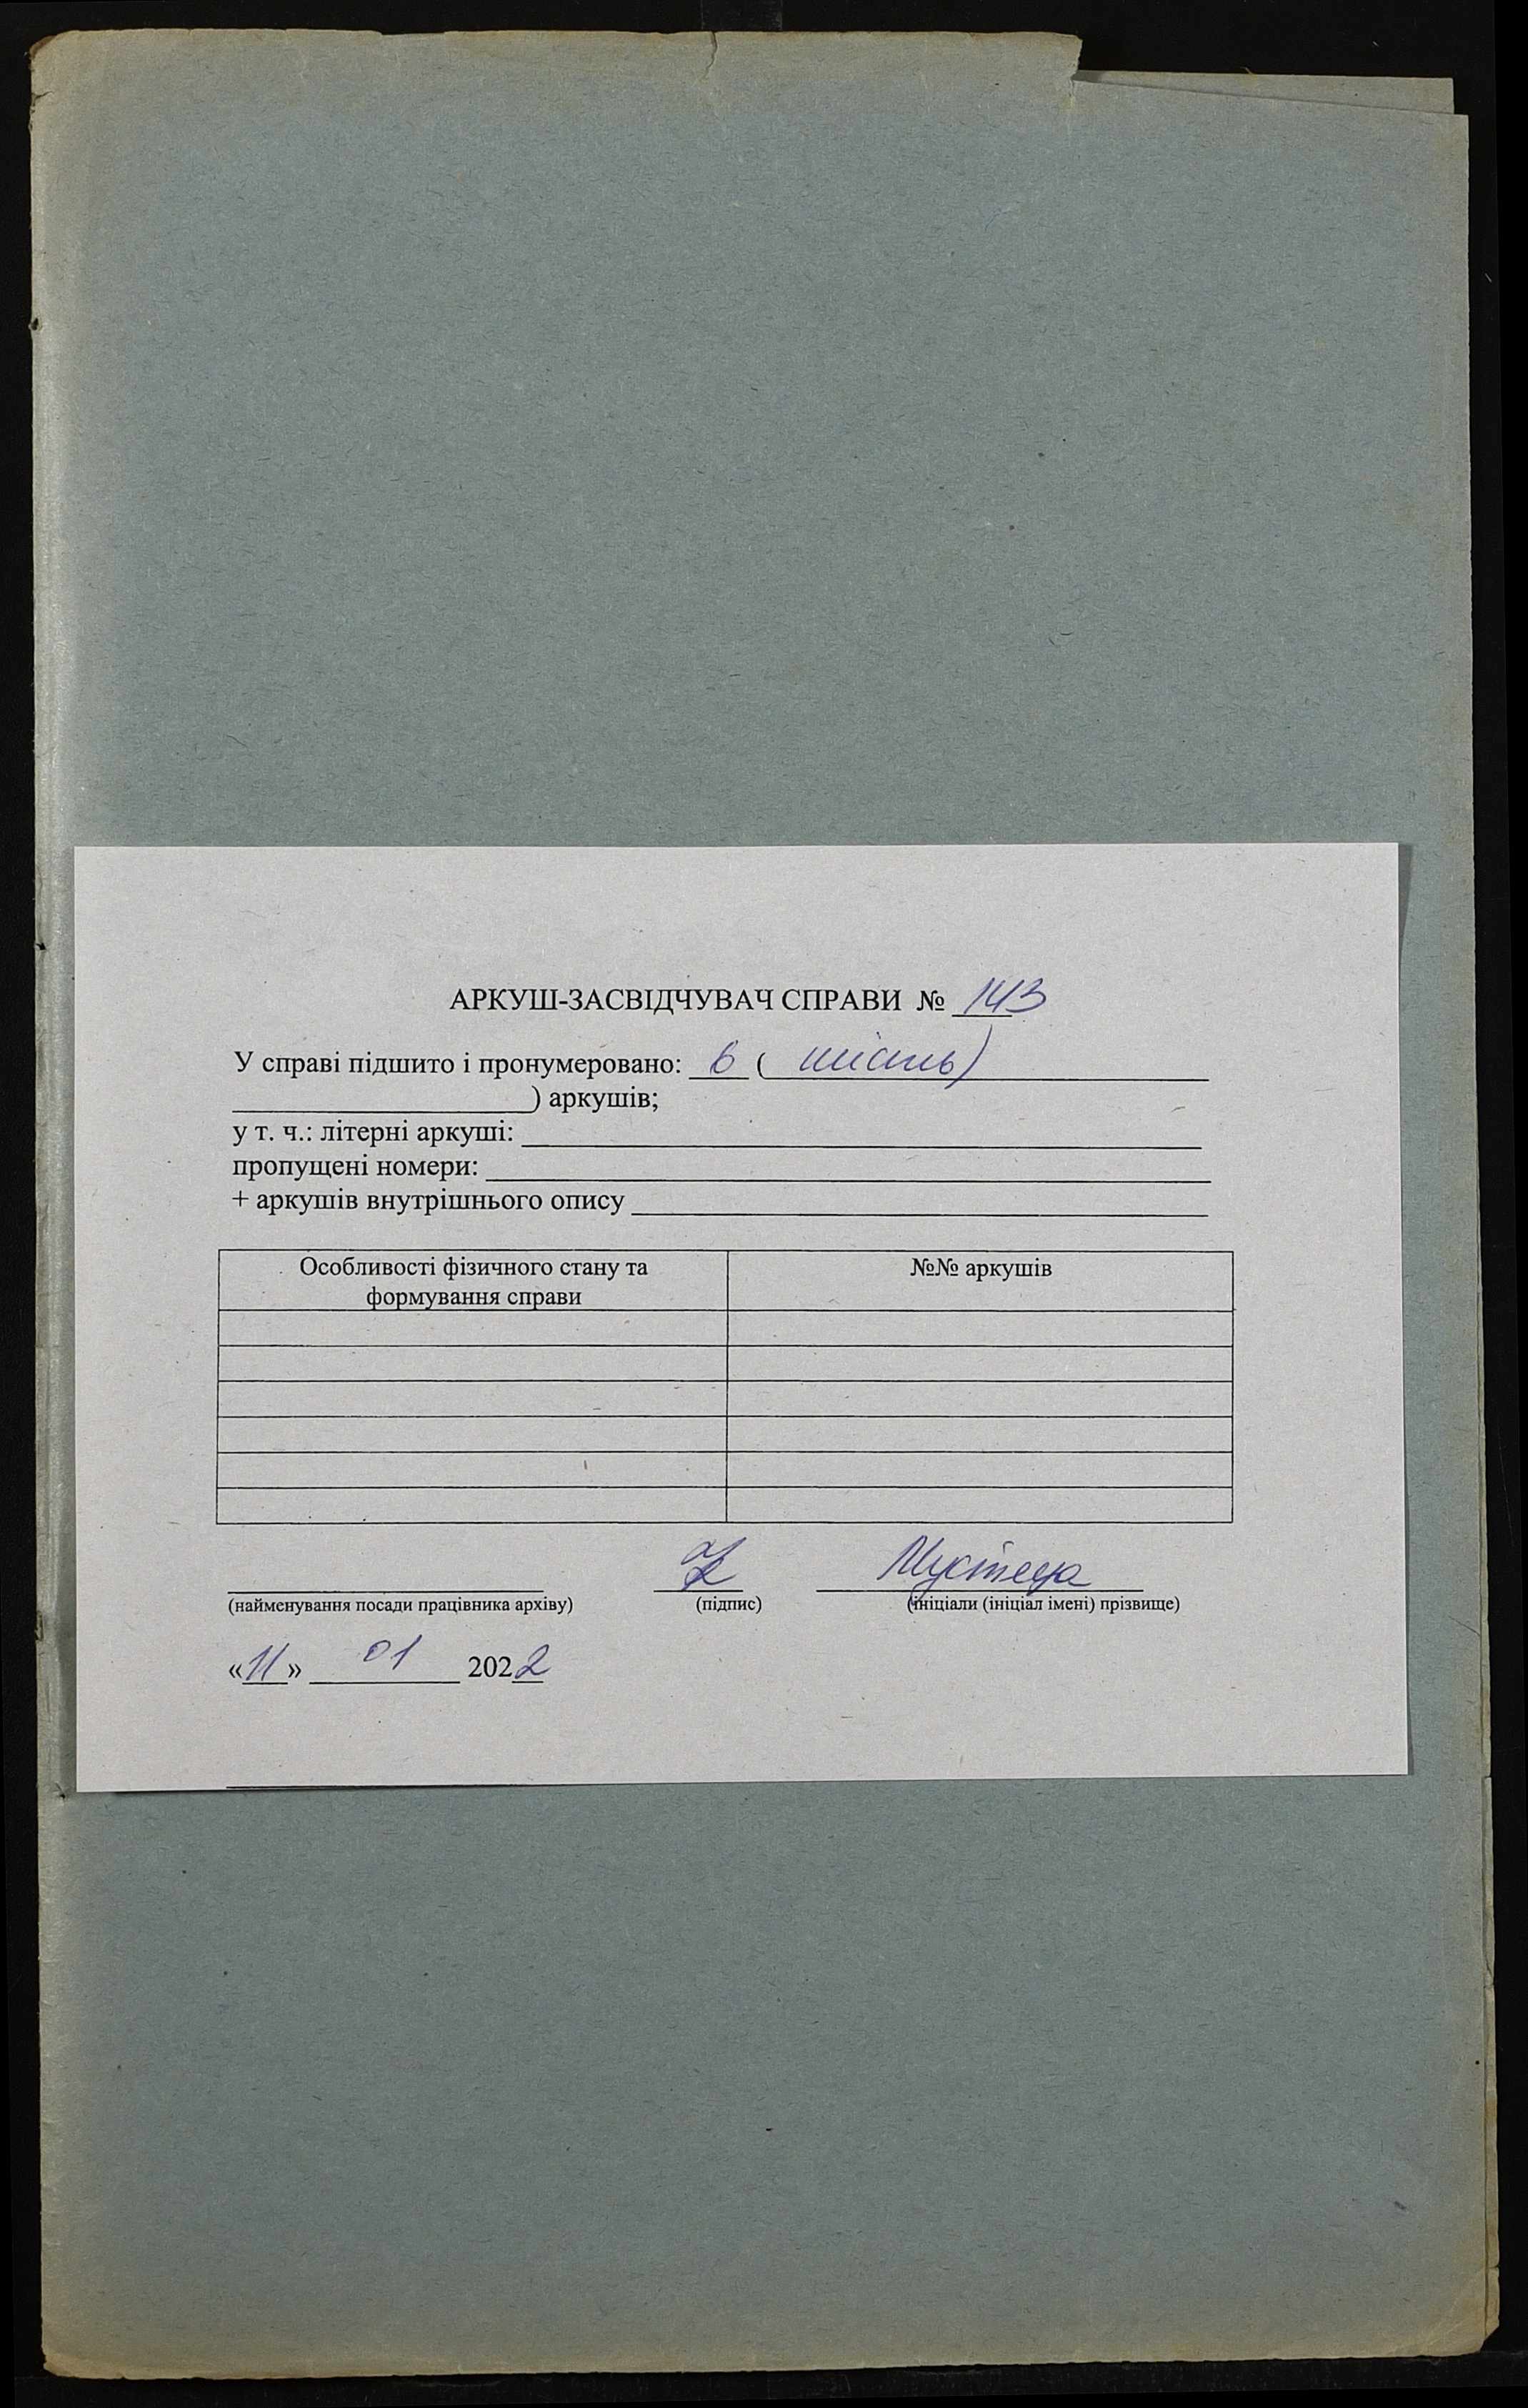 АРКУШ-ЗАСВІДЧУВАЧ СПРАВИ № 143
У справі підшито і пронумеровано: 6 ( шість)
) аркушів;
у т. ч.: літерні аркуші:
пропущені номери:
+ аркушів внутрішнього опису
Особливості фізичного стану та
формування справи
№№ аркушів
Мустеца
(найменування посади працівника архіву) (підпис) (ініціали (ініціал імені) прізвище)
«11» 01 2022